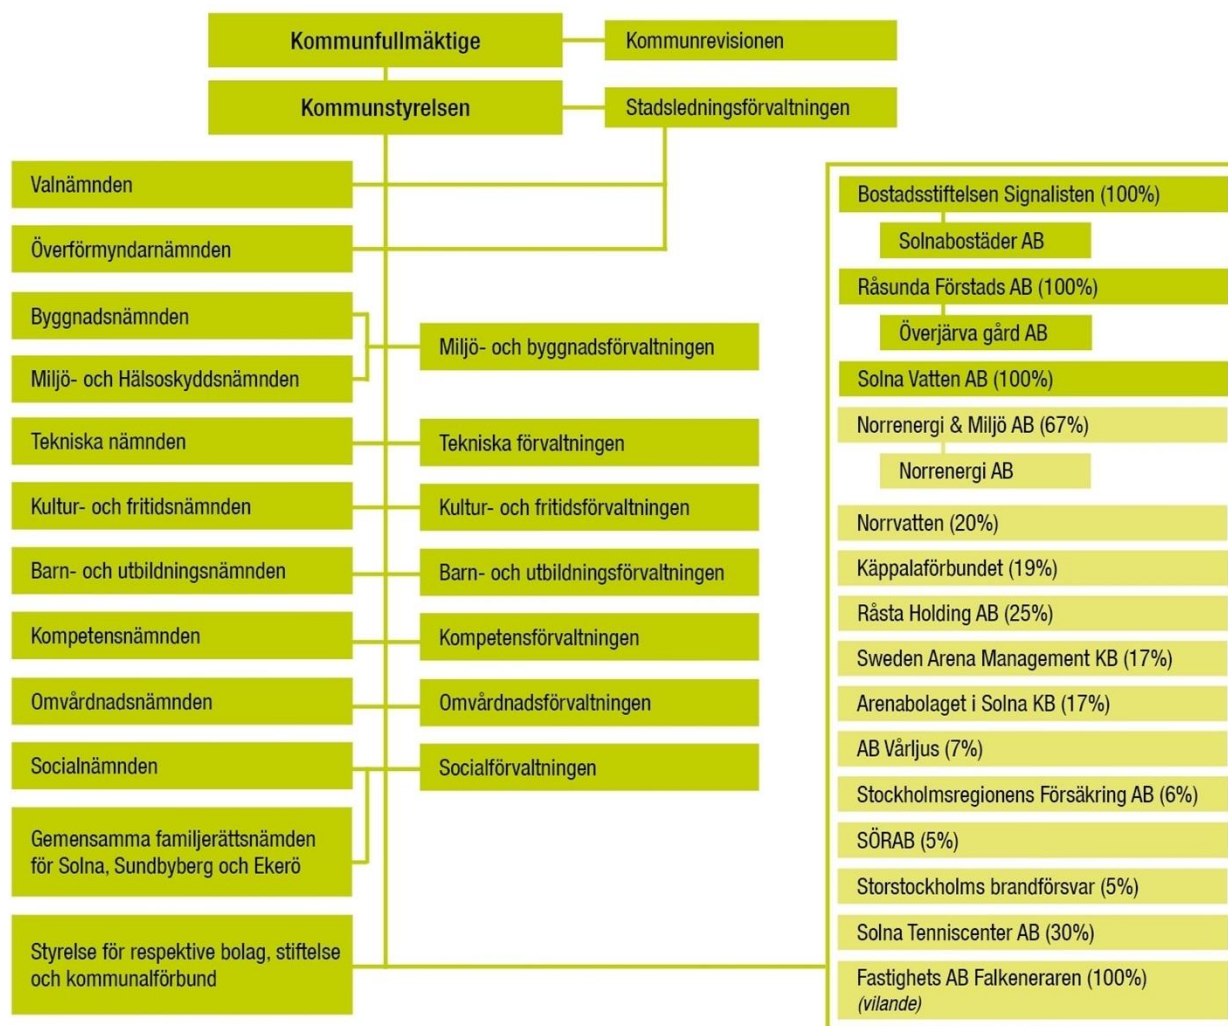 Kommunfullmäktige
Kommunrevisionen
Kommunstyrelsen
Stadsledningsförvaltningen
Valnämnden
Överförmyndarnämnden
Byggnadsnämnden
Miljö- och byggnadsförvaltningen
Miljö- och Hälsoskyddsnämnden
Tekniska nämnden
Tekniska förvaltningen
Kultur- och fritidsnämnden
Kultur- och fritidsförvaltningen
Barn- och utbildningsnämnden
Barn- och utbildningsförvaltningen
Kompetensnämnden
Kompetensförvaltningen
Omvårdnadsnämnden
Omvårdnadsförvaltningen
Socialnämnden
Socialförvaltningen
Gemensamma familjerättsnämden
för Solna, Sundbyberg och Ekerö
Styrelse för respektive bolag, stiftelse
och kommunalförbund
Bostadsstiftelsen Signalisten (100%)
Solnabostäder AB
Råsunda Förstads AB (100%)
Överjärva gård AB
Solna Vatten AB (100%)
Norrenergi & Miljö AB (67%)
Norrenergi AB
Norrvatten (20%)
Käppalaförbundet (19%)
Råsta Holding AB (25%)
Sweden Arena Management KB (17%)
Arenabolaget i Solna KB (17%)
AB Vårljus (7%)
Stockholmsregionens Försäkring AB (6%)
SÖRAB (5%)
Storstockholms brandförsvar (5%)
Solna Tenniscenter AB (30%)
Fastighets AB Falkeneraren (100%)
(vilande)